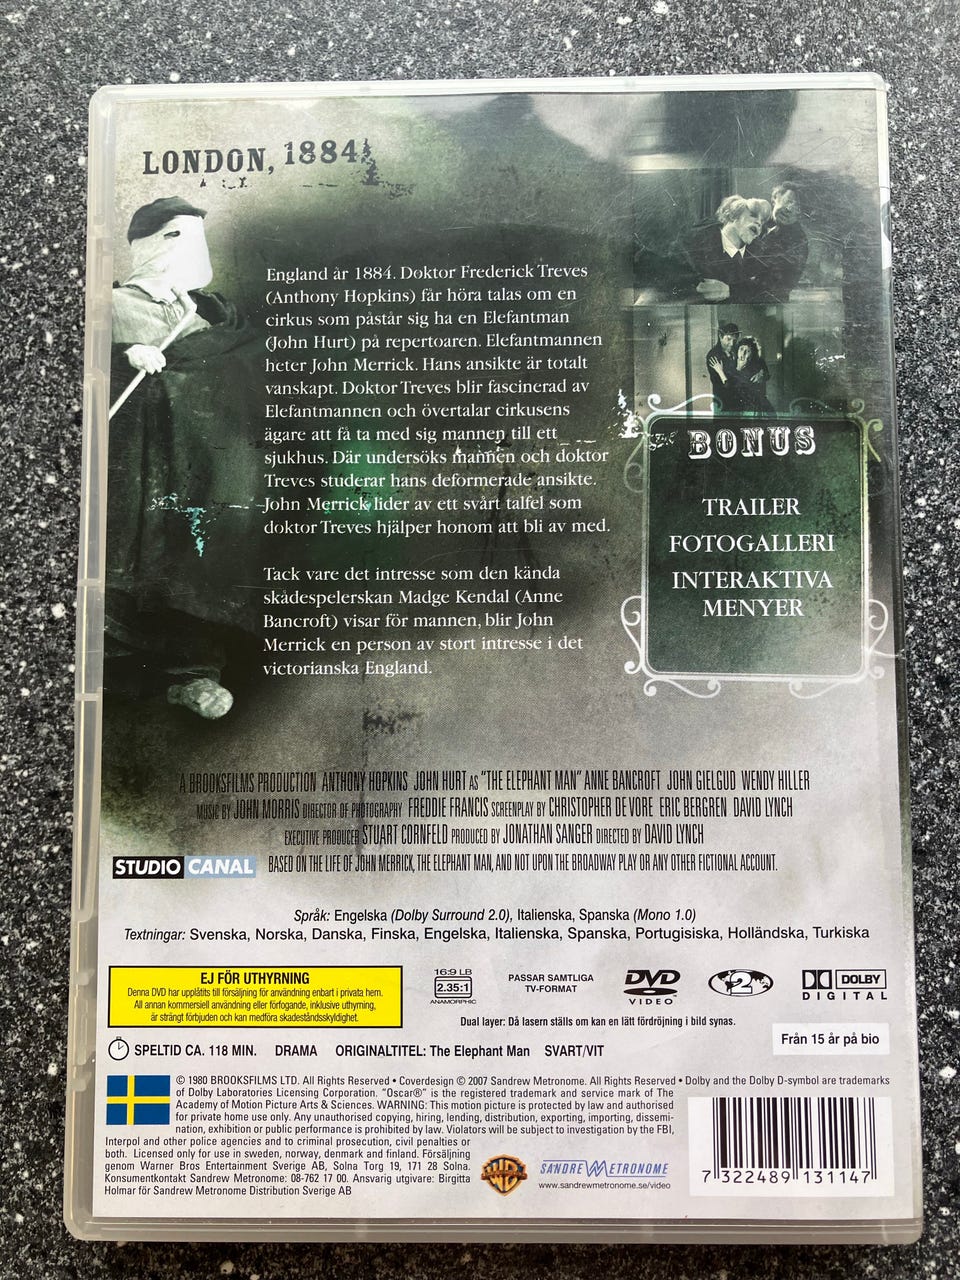 LONDON, 1884
England år 1884. Doktor Frederick Treves
(Anthony Hopkins) får höra talas om en
cirkus som påstår sig ha en Elefantman
(John Hurt) på repertoaren. Elefantmannen
heter John Merrick. Hans ansikte är totalt
vanskapt. Doktor Treves blir fascinerad av
Elefantmannen och övertalar cirkusens
ägare att få ta med sig mannen till ett
sjukhus. Där undersöks mannen och doktor
Treves studerar hans deformerade ansikte.
John Merrick lider av ett svårt talfel som
doktor Treves hjälper honom att bli av med.
Tack vare det intresse som den kända
skådespelerskan Madge Kendal (Anne
Bancroft) visar för mannen, blir John
Merrick en person av stort intresse i det
victorianska England.
BONUS
TRAILER
FOTOGALLERI
INTERAKTIVA
MENYER
A BROOKSFILMS PRODUCTION ANTHONY HOPKINS JOHN HURT AS "THE ELEPHANT MAN" ANNE BANCROFT JOHN GIELGUD WENDY HILLER
MUSIC BY JOHN MORRIS DIRECTOR OF PHOTOGRAPHY FREDDIE FRANCIS SCREENPLAY BY CHRISTOPHER DE VORE ERIC BERGREN DAVID LYNCH
EXECUTIVE PRODUCER STUART CORNFELD PRODUCED BY JONATHAN SANGER DIRECTED BY DAVID LYNCH
STUDIO CANAL BASED ON THE LIFE OF JOHN MERRICK, THE ELEPHANT MAN, AND NOT UPON THE BROADWAY PLAY OR ANY OTHER FICTIONAL ACCOUNT.
Språk: Engelska (Dolby Surround 2.0), Italienska, Spanska (Mono 1.0)
Textningar: Svenska, Norska, Danska, Finska, Engelska, Italienska, Spanska, Portugisiska, Holländska, Turkiska
EJ FÖR UTHYRNING
Denna DVD har upplåtits till försäljning för användning enbart i privata hem.
All annan kommersiell användning eller förfogande, inklusive uthyrning,
är strängt förbjuden och kan medföra skadeståndsskyldighet.
16:9 LB
2.35:1
ANAMORPHIC
PASSAR SAMTLIGA
TV-FORMAT
DVD
VIDEO
2
DOLBY
DIGITAL
Dual layer: Då lasern ställs om kan en lätt fördröjning i bild synas.
Från 15 år på bio
SPELTID CA. 118 MIN. DRAMA ORIGINALTITEL: The Elephant Man SVART/VIT
© 1980 BROOKSFILMS LTD. All Rights Reserved • Coverdesign © 2007 Sandrew Metronome. All Rights Reserved • Dolby and the Dolby D-symbol are trademarks
of Dolby Laboratories Licensing Corporation. "Oscar®" is the registered trademark and service mark of The
Academy of Motion Picture Arts & Sciences. WARNING: This motion picture is protected by law and authorised
for private home use only. Any unauthorised copying, hiring, lending, distribution, exporting, importing, dissemi-
nation, exhibition or public performance is prohibited by law. Violators will be subject to investigation by the FBI,
Interpol and other police agencies and to criminal prosecution, civil penalties or
both. Licensed only for use in sweden, norway, denmark and finland. Försäljning
genom Warner Bros Entertainment Sverige AB, Solna Torg 19, 171 28 Solna.
Konsumentkontakt Sandrew Metronome: 08-762 17 00. Ansvarig utgivare: Birgitta
Holmar för Sandrew Metronome Distribution Sverige AB
WB
SANDREW METRONOME
www.sandrewmetronome.se/video
7 322489 131147